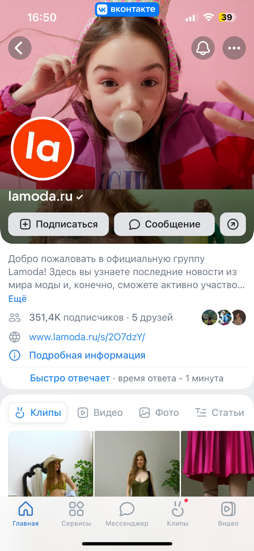 16:50
вконтакте
39
la
lamoda.ru
Подписаться
Сообщение
Добро пожаловать в официальную группу
Lamoda! Здесь вы узнаете последние новости из
мира моды и, конечно, сможете активно участво...
Ещё
351,4K подписчиков · 5 друзей
www.lamoda.ru/s/2O7dzY/
Подробная информация
Быстро отвечает · время ответа – 1 минута
Клипы
Видео
Фото
Статьи
Главная
Сервисы
Мессенджер
Клипы
Видео